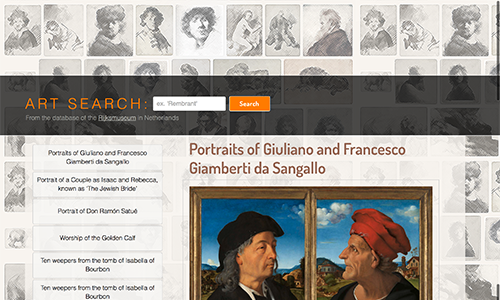 ART SEARCH: ex. 'Rembrant' Search
From the database of the Rijksmuseum in Netherlands
Portraits of Giuliano and Francesco
Giamberti da Sangallo
Portrait of a Couple as Isaac and Rebecca,
known as 'The Jewish Bride'
Portrait of Don Ramón Satué
Worship of the Golden Calf
Ten weepers from the tomb of Isabella of
Bourbon
Ten weepers from the tomb of Isabella of
Bourbon
Portraits of Giuliano and Francesco
Giamberti da Sangallo